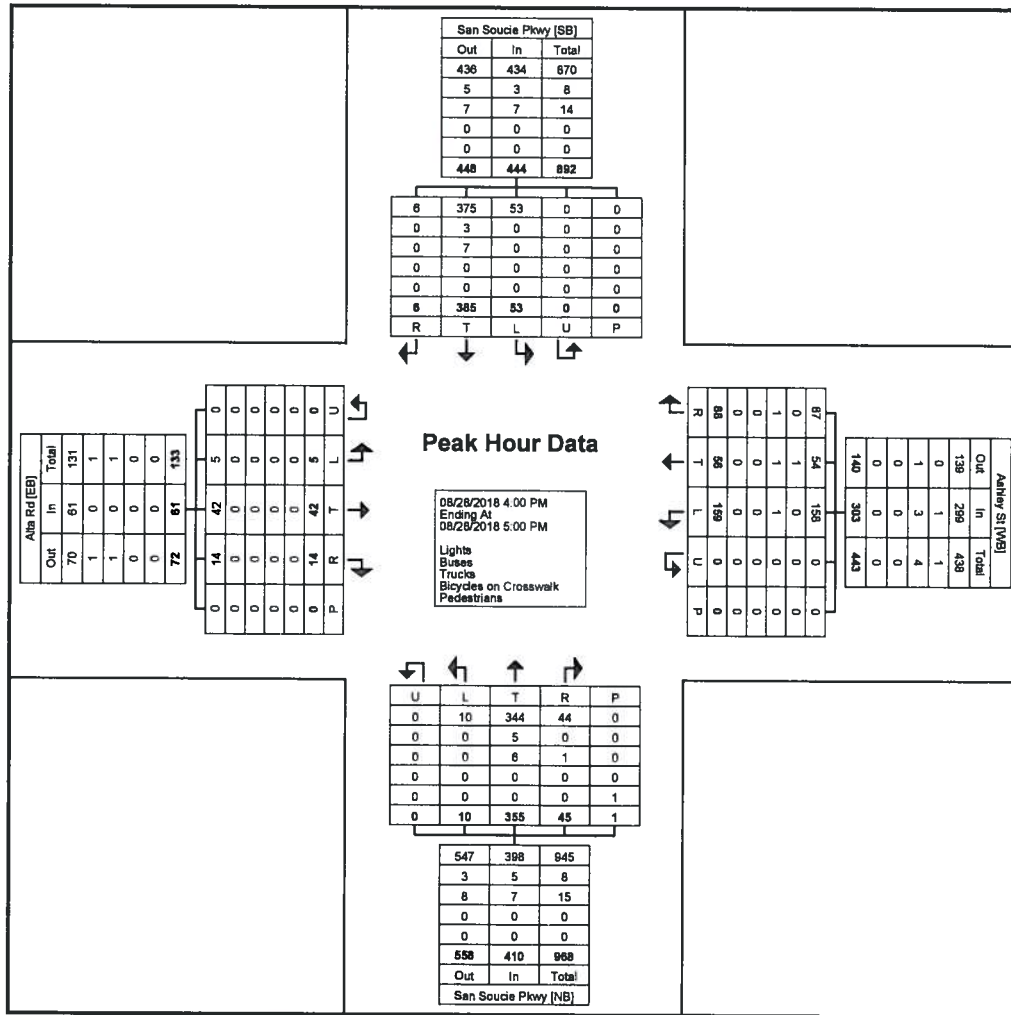 San Soucie Pkwy [SB]
Out In Total
436 434 870
5 3 8
7 7 14
0 0 0
0 0 0
448 444 892
6 375 53 0 0
0 3 0 0 0
0 7 0 0 0
0 0 0 0 0
0 0 0 0 0
6 385 53 0 0
R T L U P
Alta Rd [EB]
Out In Total
70 61 131
1 0 1
1 0 1
0 0 0
0 0 0
72 61 133
0 14 42 5 0
0 0 0 0 0
0 0 0 0 0
0 0 0 0 0
0 0 0 0 0
0 14 42 5 0
P R T L U
Peak Hour Data
08/28/2018 4:00 PM
Ending At
08/28/2018 5:00 PM
Lights
Buses
Trucks
Bicycles on Crosswalk
Pedestrians
Ashley St [WB]
Out In Total
139 299 438
0 1 1
1 3 4
0 0 0
0 0 0
140 303 443
87 54 158 0 0
0 1 0 0 0
1 1 1 0 0
0 0 0 0 0
0 0 0 0 0
88 56 159 0 0
R T L U P
U L T R P
0 10 344 44 0
0 0 5 0 0
0 0 6 1 0
0 0 0 0 0
0 0 0 0 1
0 10 355 45 1
547 398 945
3 5 8
8 7 15
0 0 0
0 0 0
558 410 968
Out In Total
San Soucie Pkwy [NB]